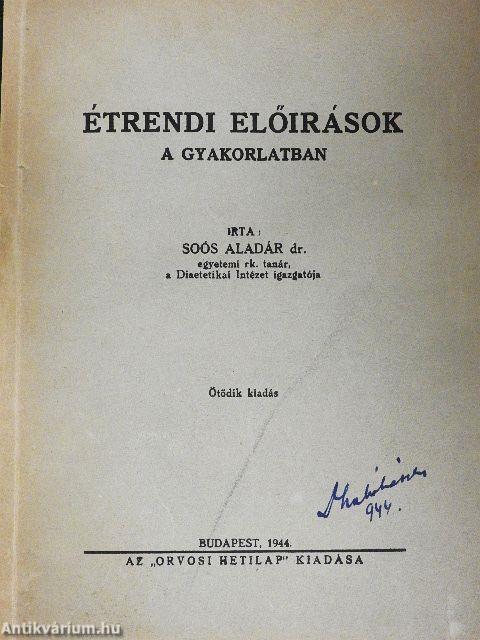 ÉTRENDI ELŐIRÁSOK
A GYAKORLATBAN
IRTA:
SOÓS ALADÁR dr.
egyetemi rk. tanár,
a Diaetetikai Intézet igazgatója
Ötödik kiadás
944.
BUDAPEST, 1944.
AZ „ORVOSI HETILAP" KIADÁSA
Antikvárium.hu